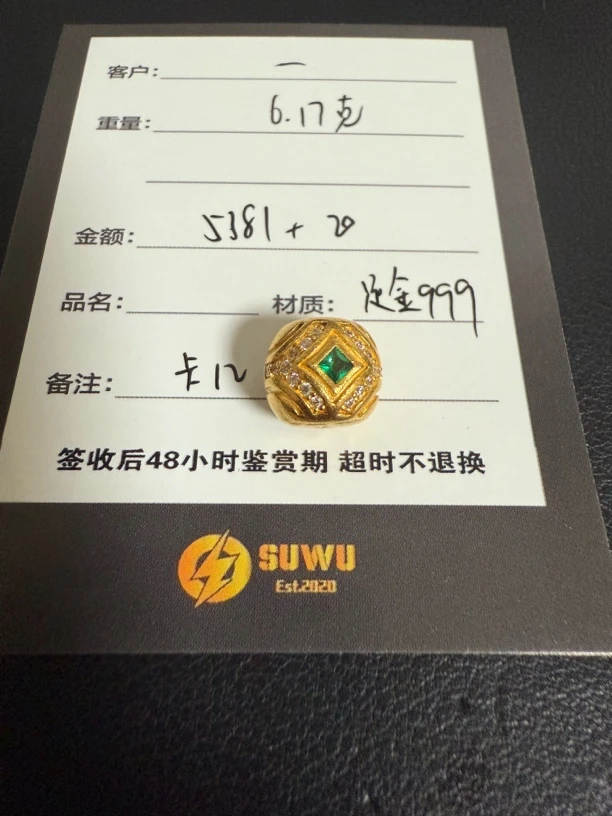 客户: 一
重量: 6.17克
金额: 5381 + 20
品名: 材质: 足金999
备注: 卡12
签收后48小时鉴赏期 超时不退换
SUWU
Est.2020